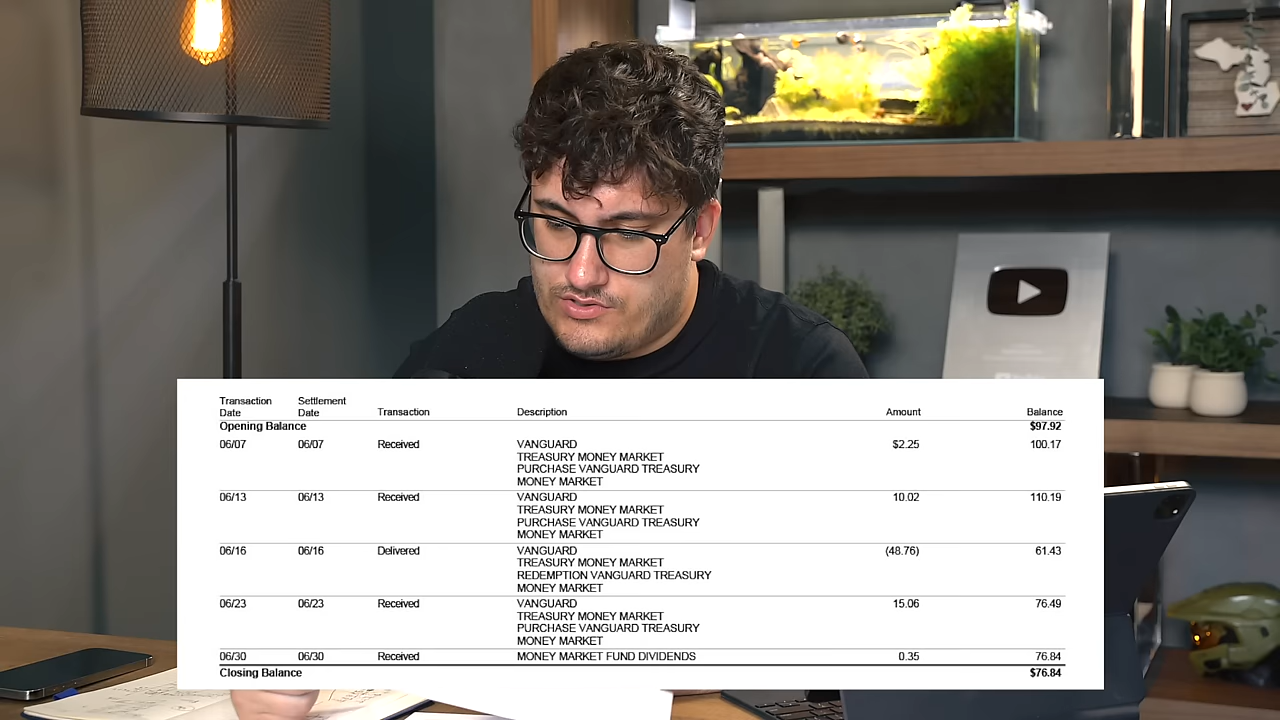 Transaction Date
Settlement Date
Transaction
Description
Amount
Balance
Opening Balance $97.92
06/07 06/07 Received VANGUARD $2.25 100.17
TREASURY MONEY MARKET
PURCHASE VANGUARD TREASURY
MONEY MARKET
06/13 06/13 Received VANGUARD 10.02 110.19
TREASURY MONEY MARKET
PURCHASE VANGUARD TREASURY
MONEY MARKET
06/16 06/16 Delivered VANGUARD (48.76) 61.43
TREASURY MONEY MARKET
REDEMPTION VANGUARD TREASURY
MONEY MARKET
06/23 06/23 Received VANGUARD 15.06 76.49
TREASURY MONEY MARKET
PURCHASE VANGUARD TREASURY
MONEY MARKET
06/30 06/30 Received MONEY MARKET FUND DIVIDENDS 0.35 76.84
Closing Balance $76.84